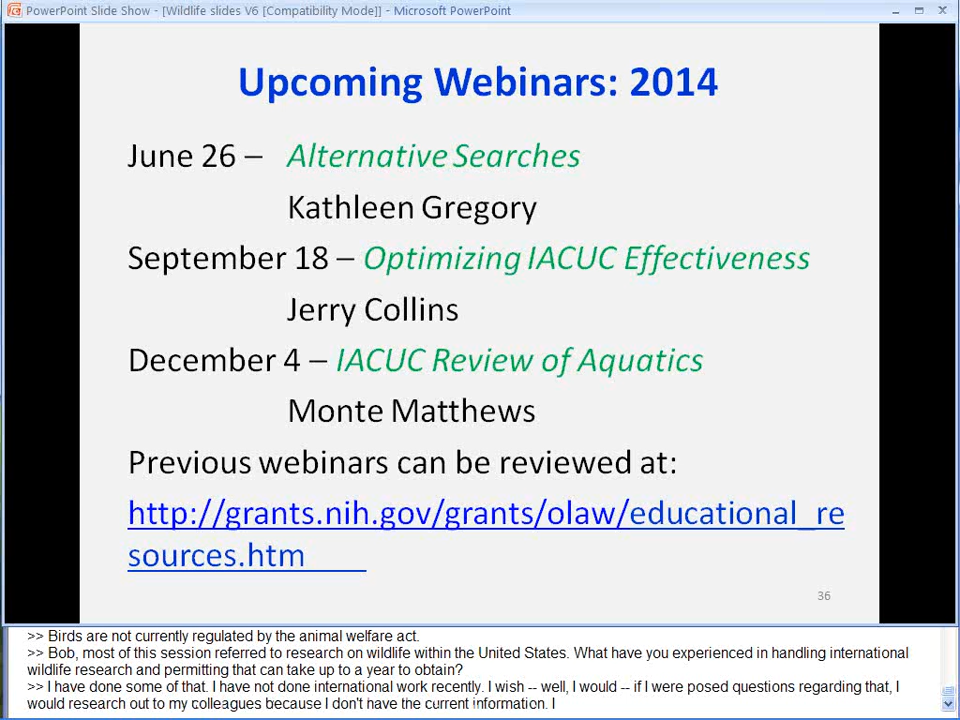 PowerPoint Slide Show - [Wildlife slides V6 [Compatibility Mode]] - Microsoft PowerPoint
Upcoming Webinars: 2014
June 26 – Alternative Searches
Kathleen Gregory
September 18 – Optimizing IACUC Effectiveness
Jerry Collins
December 4 – IACUC Review of Aquatics
Monte Matthews
Previous webinars can be reviewed at:
http://grants.nih.gov/grants/olaw/educational_re
sources.htm
36
>> Birds are not currently regulated by the animal welfare act.
>> Bob, most of this session referred to research on wildlife within the United States. What have you experienced in handling international
wildlife research and permitting that can take up to a year to obtain?
>> I have done some of that. I have not done international work recently. I wish -- well, I would -- if I were posed questions regarding that, I
would research out to my colleagues because I don't have the current information. I